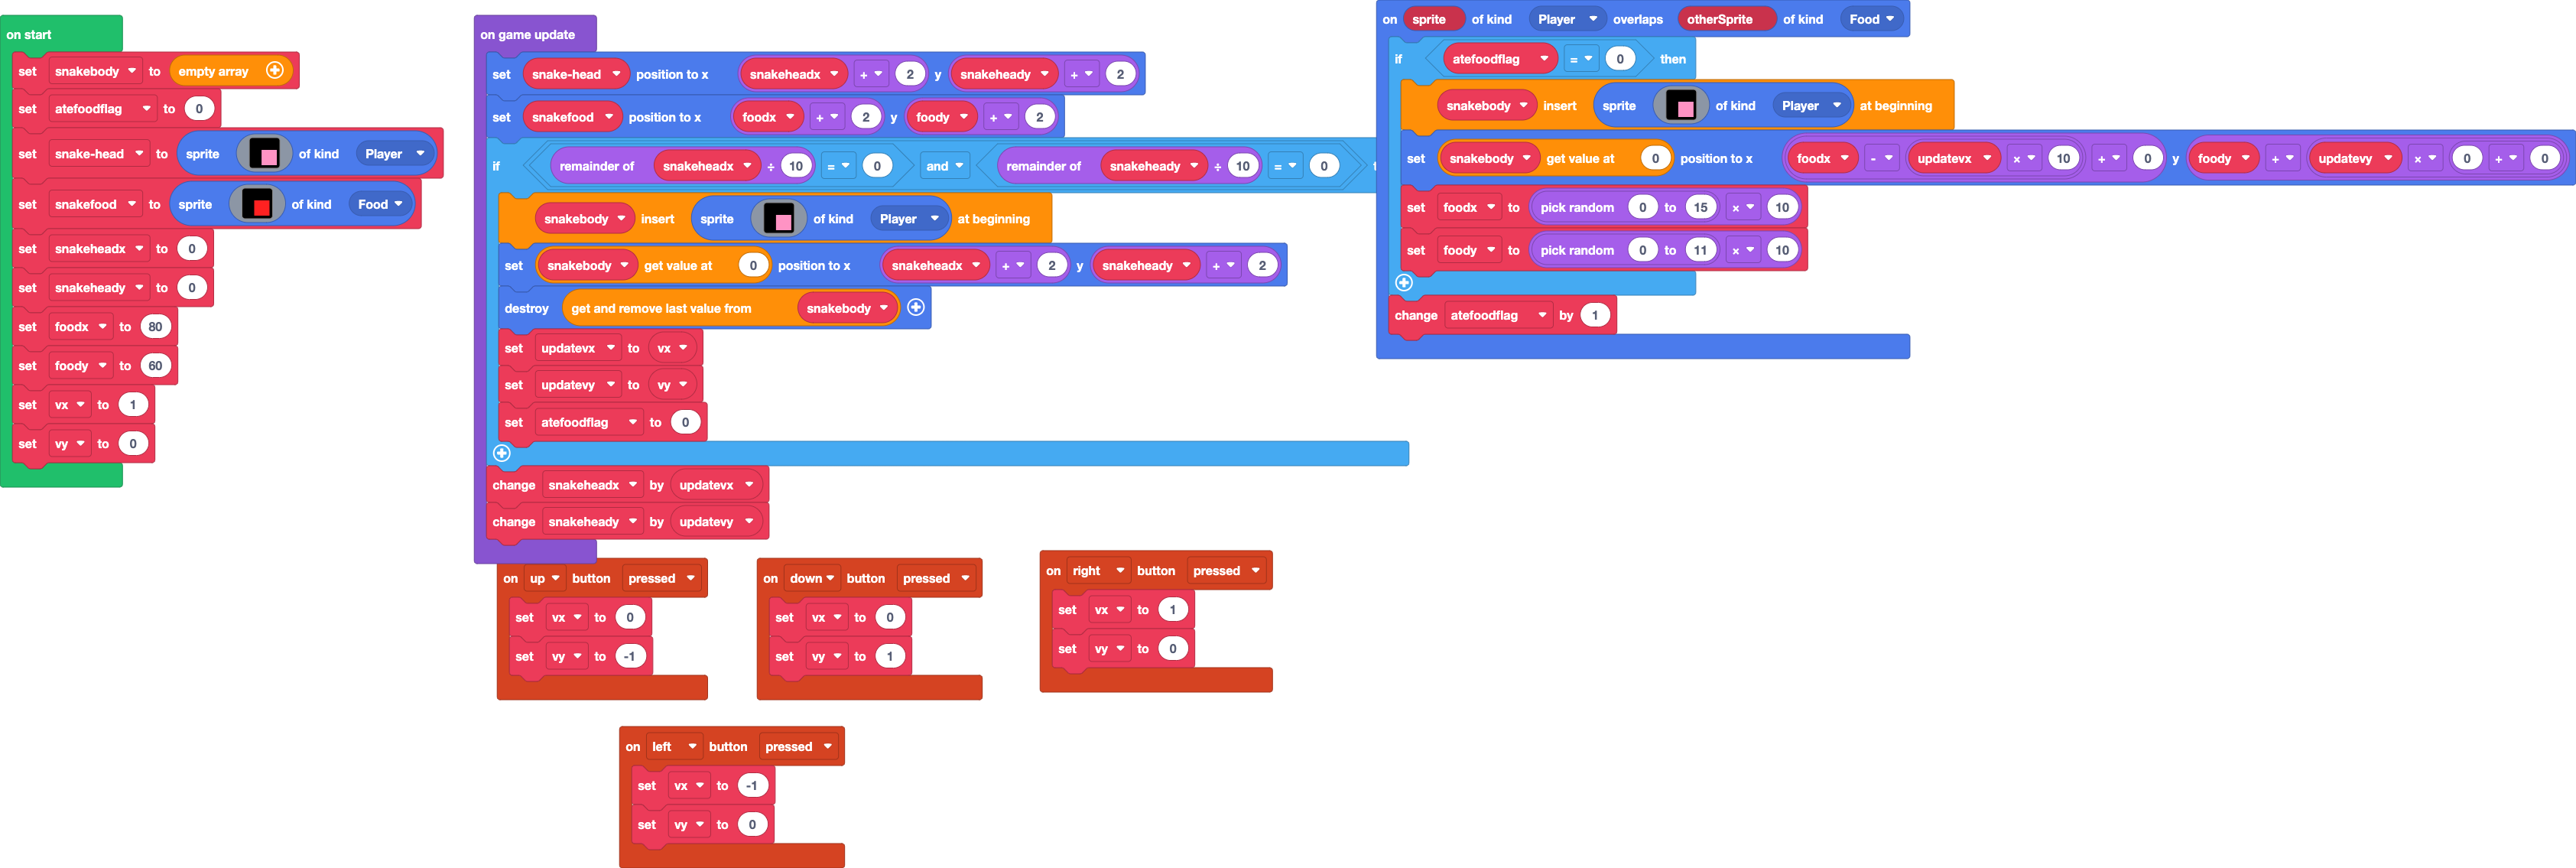 on start
set snakebody to empty array
set atefoodflag to 0
set snake-head to sprite of kind Player
set snakefood to sprite of kind Food
set snakeheadx to 0
set snakeheady to 0
set foodx to 80
set foody to 60
set vx to 1
set vy to 0
on game update
set snake-head position to x snakeheadx + 2 y snakeheady + 2
set snakefood position to x foodx + 2 y foody + 2
if remainder of snakeheadx ÷ 10 = 0 and remainder of snakeheady ÷ 10 = 0
snakebody insert sprite of kind Player at beginning
set snakebody get value at 0 position to x snakeheadx + 2 y snakeheady + 2
destroy get and remove last value from snakebody
set updatevx to vx
set updatevy to vy
set atefoodflag to 0
change snakeheadx by updatevx
change snakeheady by updatevy
on sprite of kind Player overlaps otherSprite of kind Food
if atefoodflag = 0 then
snakebody insert sprite of kind Player at beginning
set snakebody get value at 0 position to x foodx - updatevx × 10 + 0 y foody + updatevy × 0 + 0
set foodx to pick random 0 to 15 × 10
set foody to pick random 0 to 11 × 10
change atefoodflag by 1
on up button pressed
set vx to 0
set vy to -1
on down button pressed
set vx to 0
set vy to 1
on right button pressed
set vx to 1
set vy to 0
on left button pressed
set vx to -1
set vy to 0